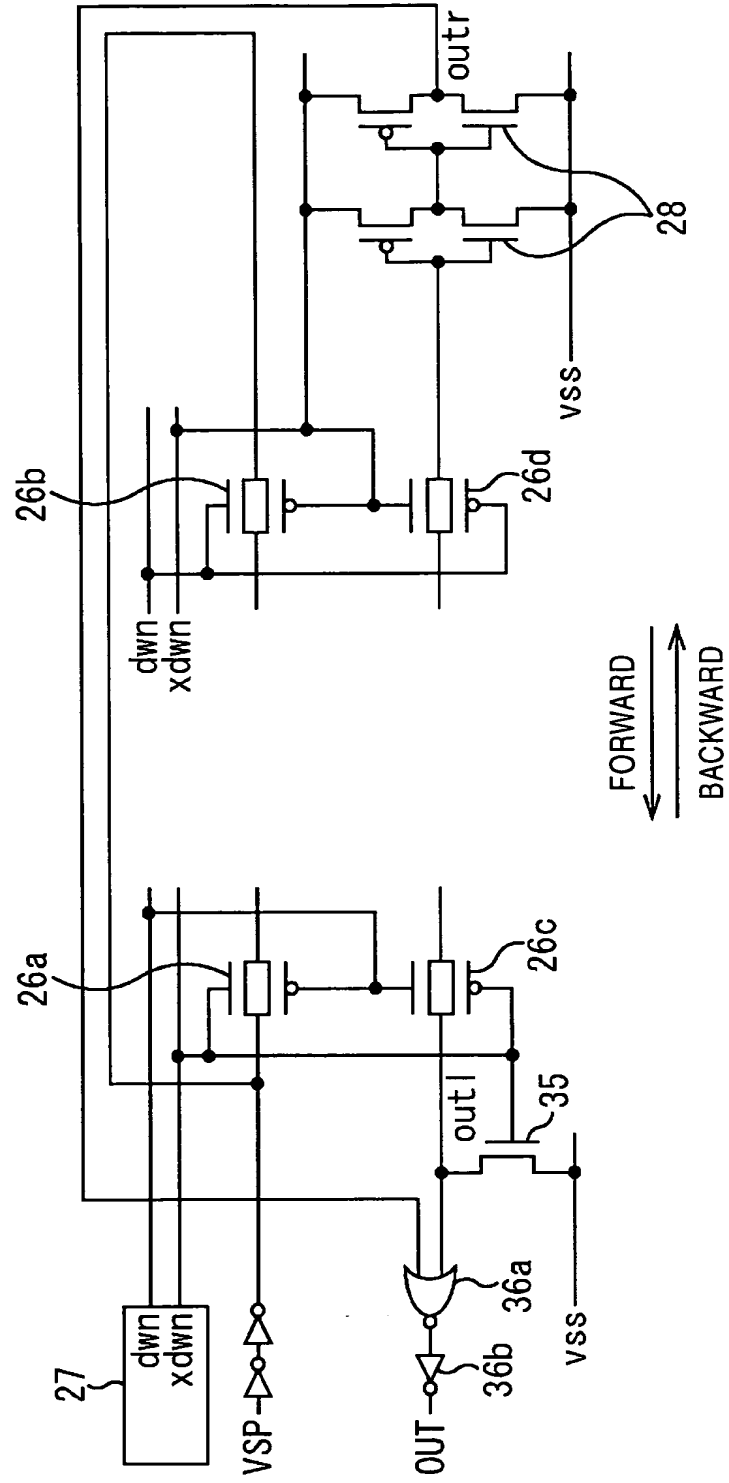 27
dwn
xdwn
VSP
OUT
36b
36a
vss
outl
35
26a
26c
FORWARD
BACKWARD
dwn
xdwn
26b
26d
vss
28
outr